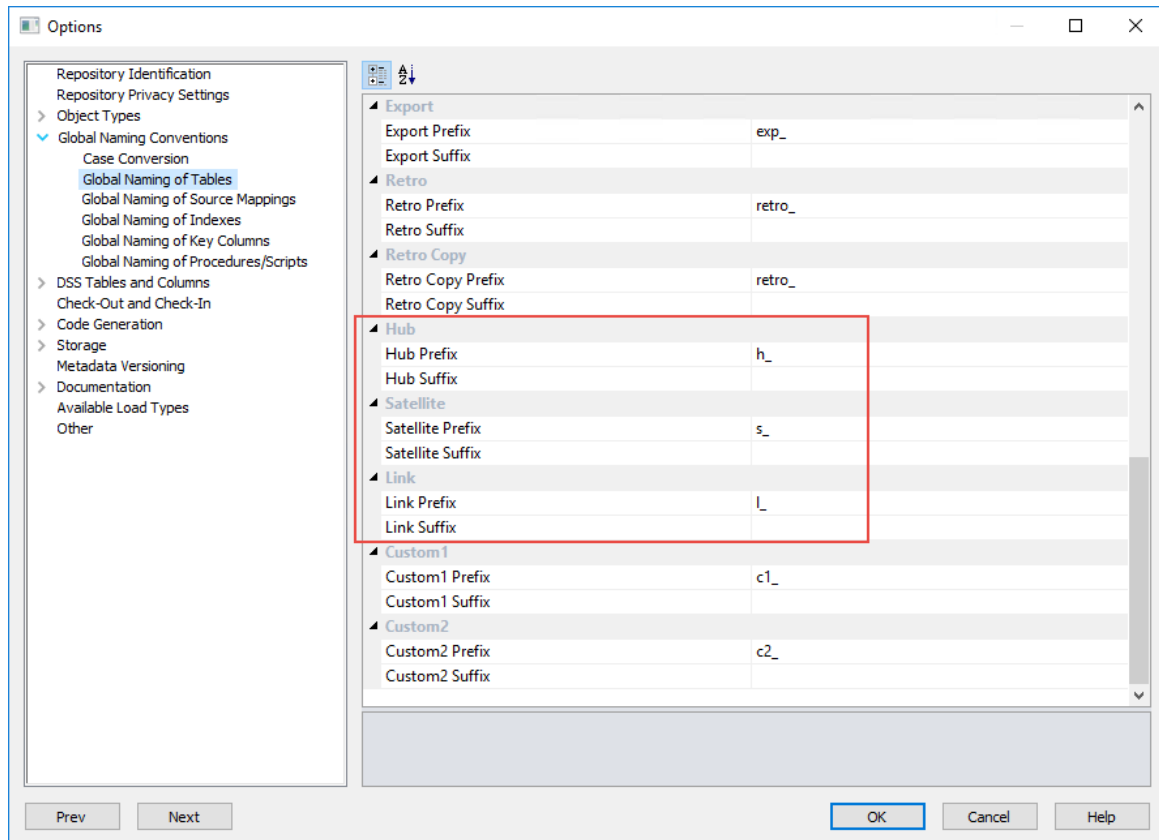 Options
Repository Identification
Repository Privacy Settings
Object Types
Global Naming Conventions
Case Conversion
Global Naming of Tables
Global Naming of Source Mappings
Global Naming of Indexes
Global Naming of Key Columns
Global Naming of Procedures/Scripts
DSS Tables and Columns
Check-Out and Check-In
Code Generation
Storage
Metadata Versioning
Documentation
Available Load Types
Other
Export
Export Prefix exp_
Export Suffix
Retro
Retro Prefix retro_
Retro Suffix
Retro Copy
Retro Copy Prefix retro_
Retro Copy Suffix
Hub
Hub Prefix h_
Hub Suffix
Satellite
Satellite Prefix s_
Satellite Suffix
Link
Link Prefix l_
Link Suffix
Custom1
Custom1 Prefix c1_
Custom1 Suffix
Custom2
Custom2 Prefix c2_
Custom2 Suffix
Prev Next OK Cancel Help